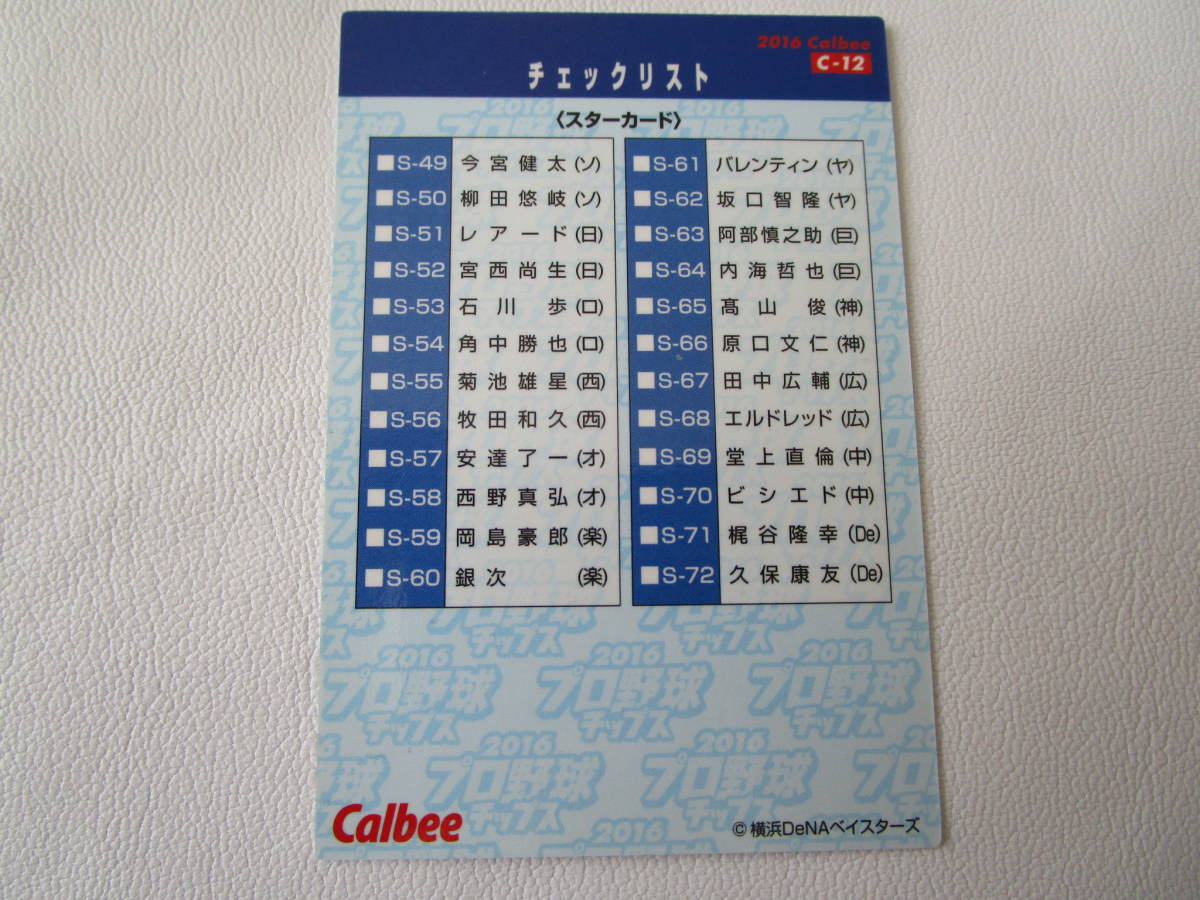 2016 Calbee
C-12
チェックリスト
〈スターカード〉
■S-49 今宮健太(ソ)
■S-50 柳田悠岐(ソ)
■S-51 レアード(日)
■S-52 宮西尚生(日)
■S-53 石川歩(ロ)
■S-54 角中勝也(ロ)
■S-55 菊池雄星(西)
■S-56 牧田和久(西)
■S-57 安達了一(オ)
■S-58 西野真弘(オ)
■S-59 岡島豪郎(楽)
■S-60 銀次(楽)
■S-61 バレンティン(ヤ)
■S-62 坂口智隆(ヤ)
■S-63 阿部慎之助(巨)
■S-64 内海哲也(巨)
■S-65 髙山俊(神)
■S-66 原口文仁(神)
■S-67 田中広輔(広)
■S-68 エルドレッド(広)
■S-69 堂上直倫(中)
■S-70 ビシエド(中)
■S-71 梶谷隆幸(De)
■S-72 久保康友(De)
2016
プロ野球
チップス
Calbee
©横浜DeNAベイスターズ